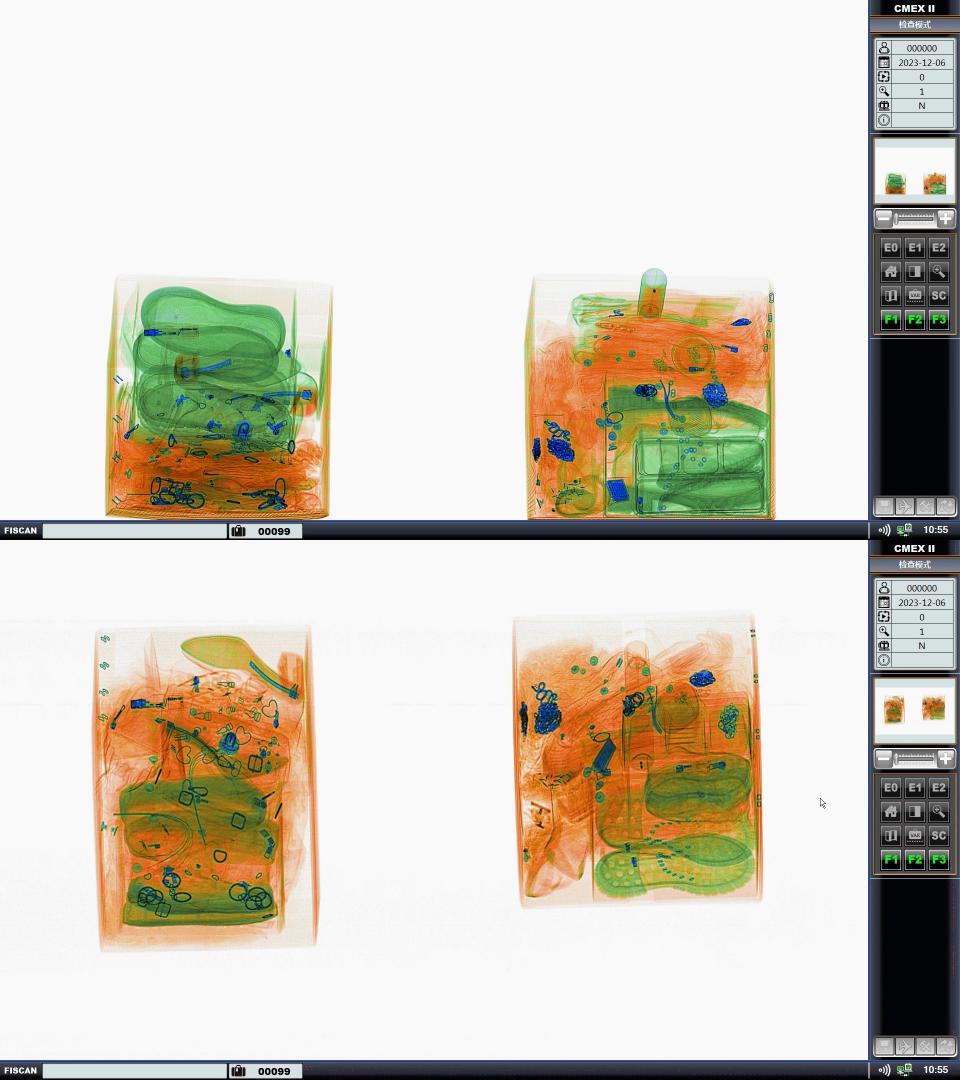 CMEX II
检查模式
000000
2023-12-06
0
1
N
E0 E1 E2
SC
F1 F2 F3
FISCAN 00099 10:55
CMEX II
检查模式
000000
2023-12-06
0
1
N
E0 E1 E2
SC
F1 F2 F3
FISCAN 00099 10:55